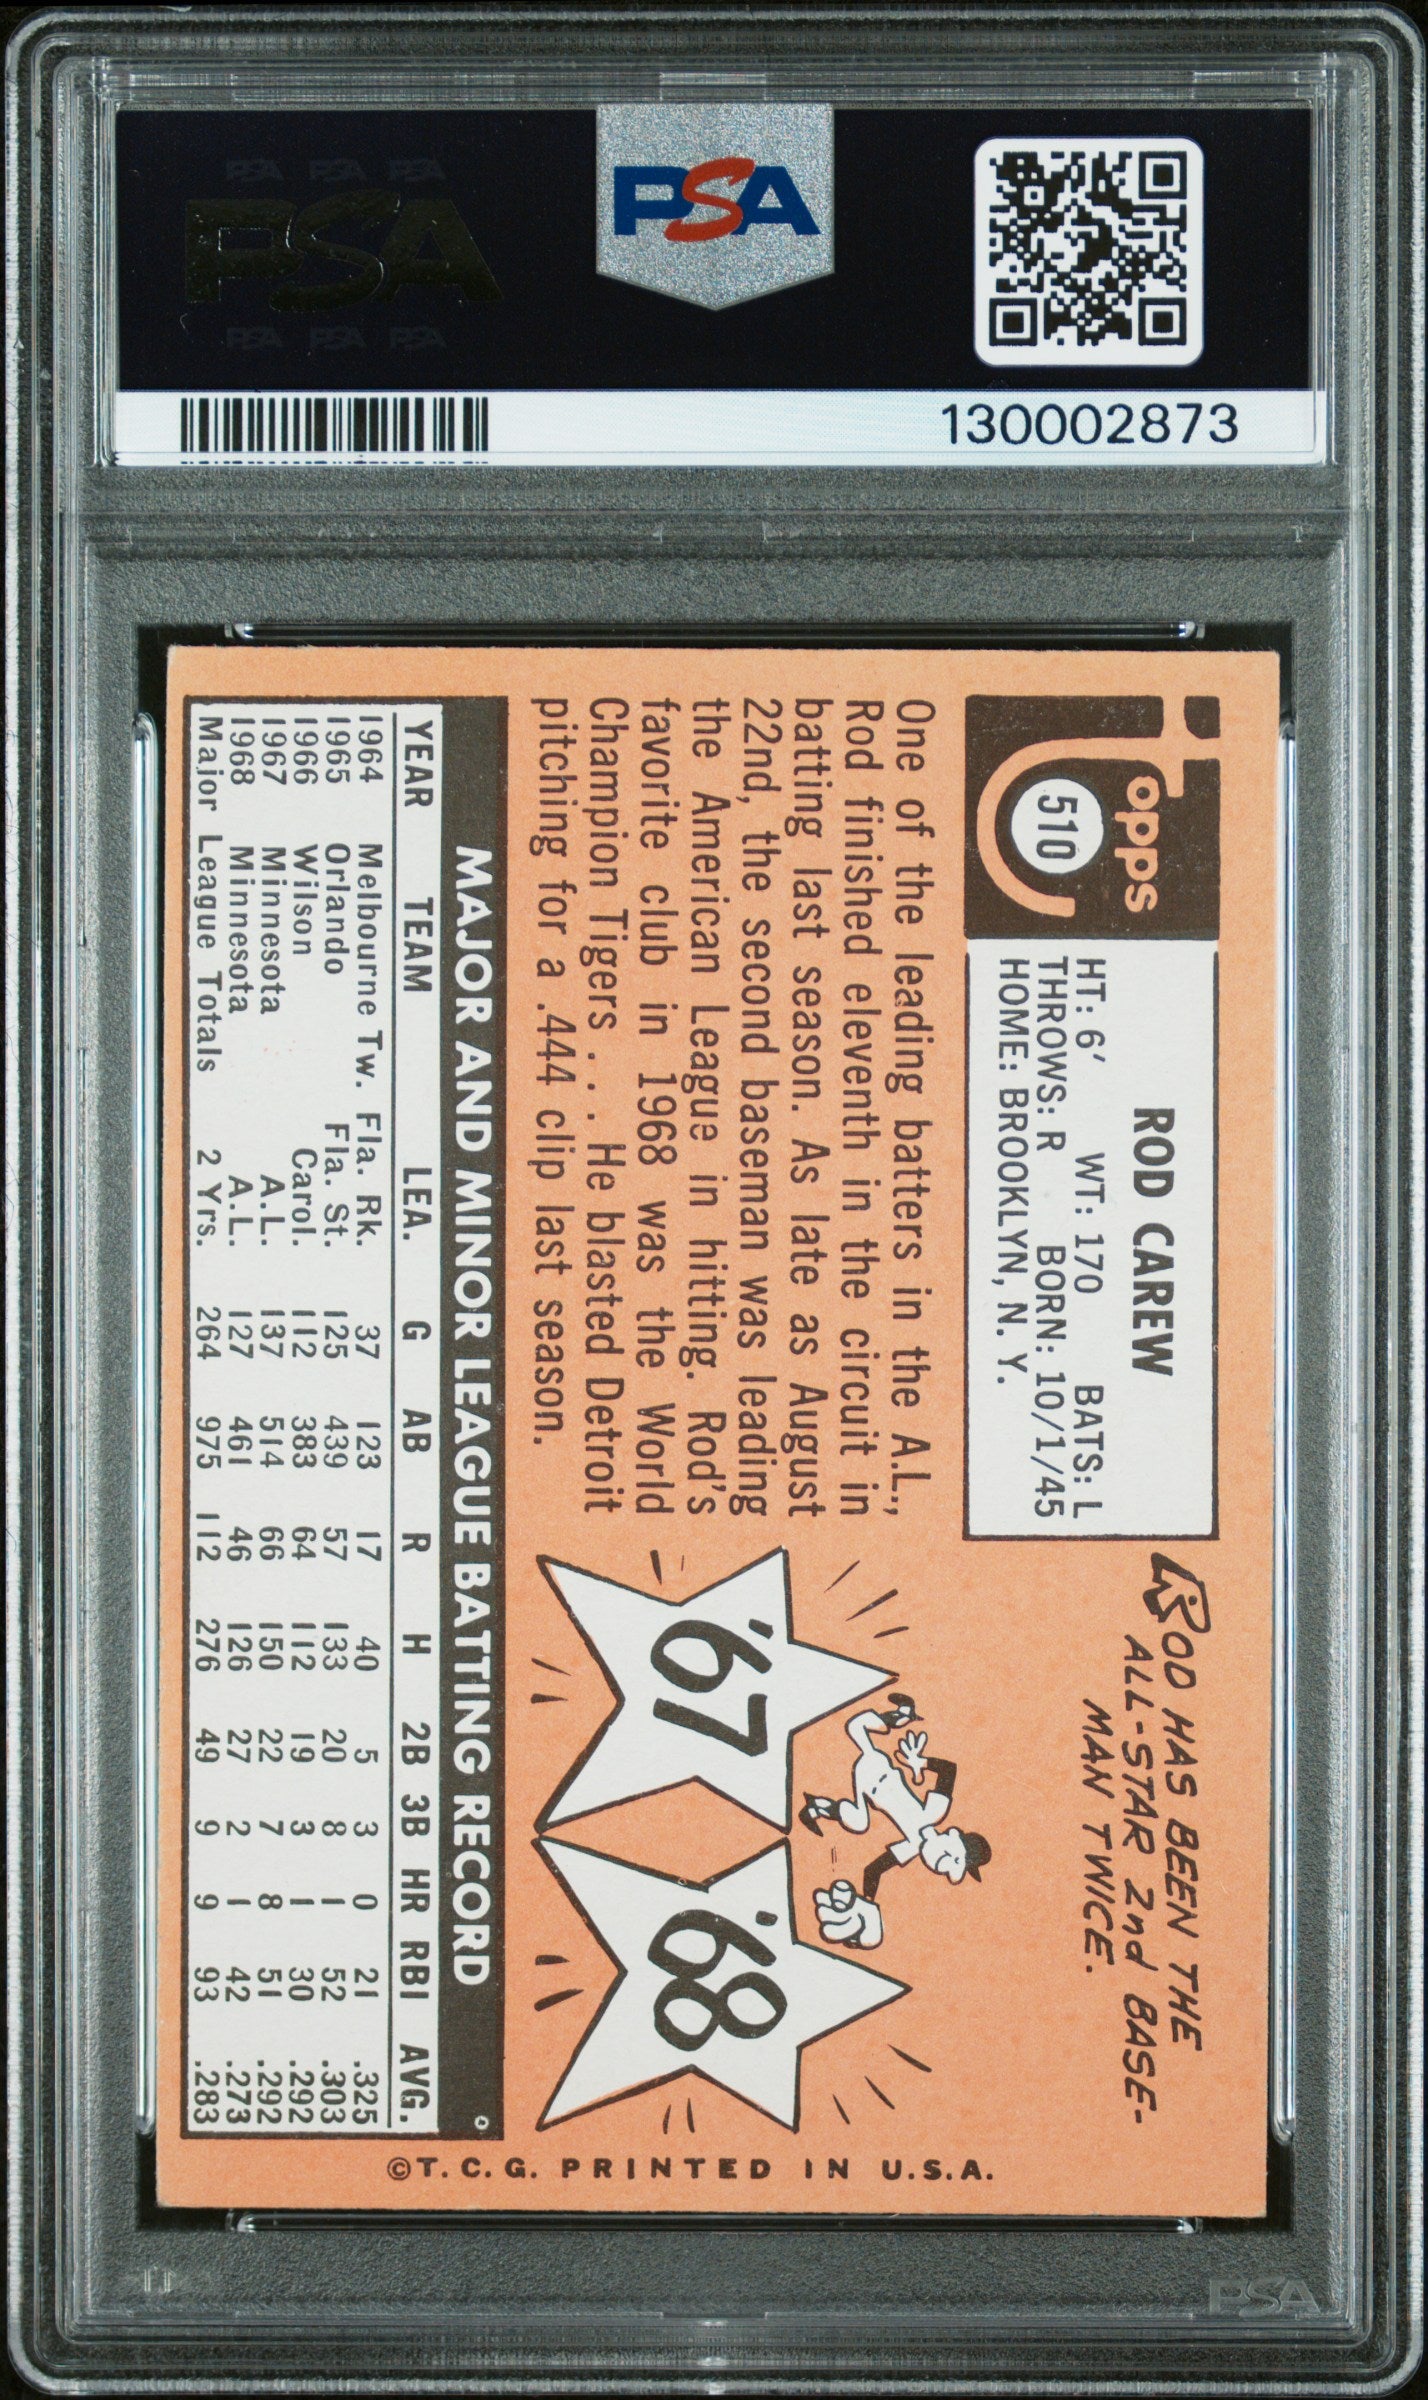 PSA PSA PSA
PSA
PSA PSA PSA
PSA
130002873
Topps
510
ROD CAREW
HT: 6' WT: 170 BATS: L
THROWS: R BORN: 10/1/45
HOME: BROOKLYN, N. Y.
ROD HAS BEEN THE
ALL-STAR 2nd BASE-
MAN TWICE.
One of the leading batters in the A.L.,
Rod finished eleventh in the circuit in
batting last season. As late as August
22nd, the second baseman was leading
the American League in hitting. Rod's
favorite club in 1968 was the World
Champion Tigers . . . He blasted Detroit
pitching for a .444 clip last season.
'67
'68
MAJOR AND MINOR LEAGUE BATTING RECORD
YEAR TEAM LEA. G AB R H 2B 3B HR RBI AVG.
1964 Melbourne Tw. Fla. Rk. 37 123 17 40 5 3 0 21 .325
1965 Orlando Fla. St. 125 439 57 133 20 8 1 52 .303
1966 Wilson Carol. 112 383 64 112 19 3 1 30 .292
1967 Minnesota A.L. 137 514 66 150 22 7 8 51 .292
1968 Minnesota A.L. 127 461 46 126 27 2 1 42 .273
Major League Totals 2 Yrs. 264 975 112 276 49 9 9 93 .283
©T.C.G. PRINTED IN U.S.A.
PSA